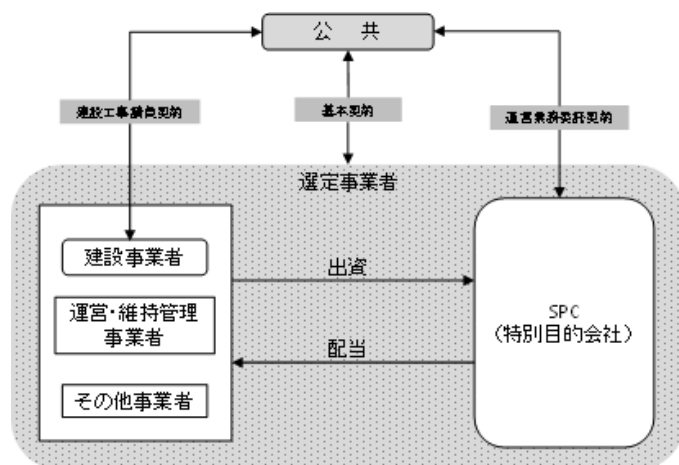 公 共
建設工事請負契約
基本契約
運営業務委託契約
選定事業者
建設事業者
出資
運営・維持管理
事業者
SPC
（特別目的会社）
配当
その他事業者